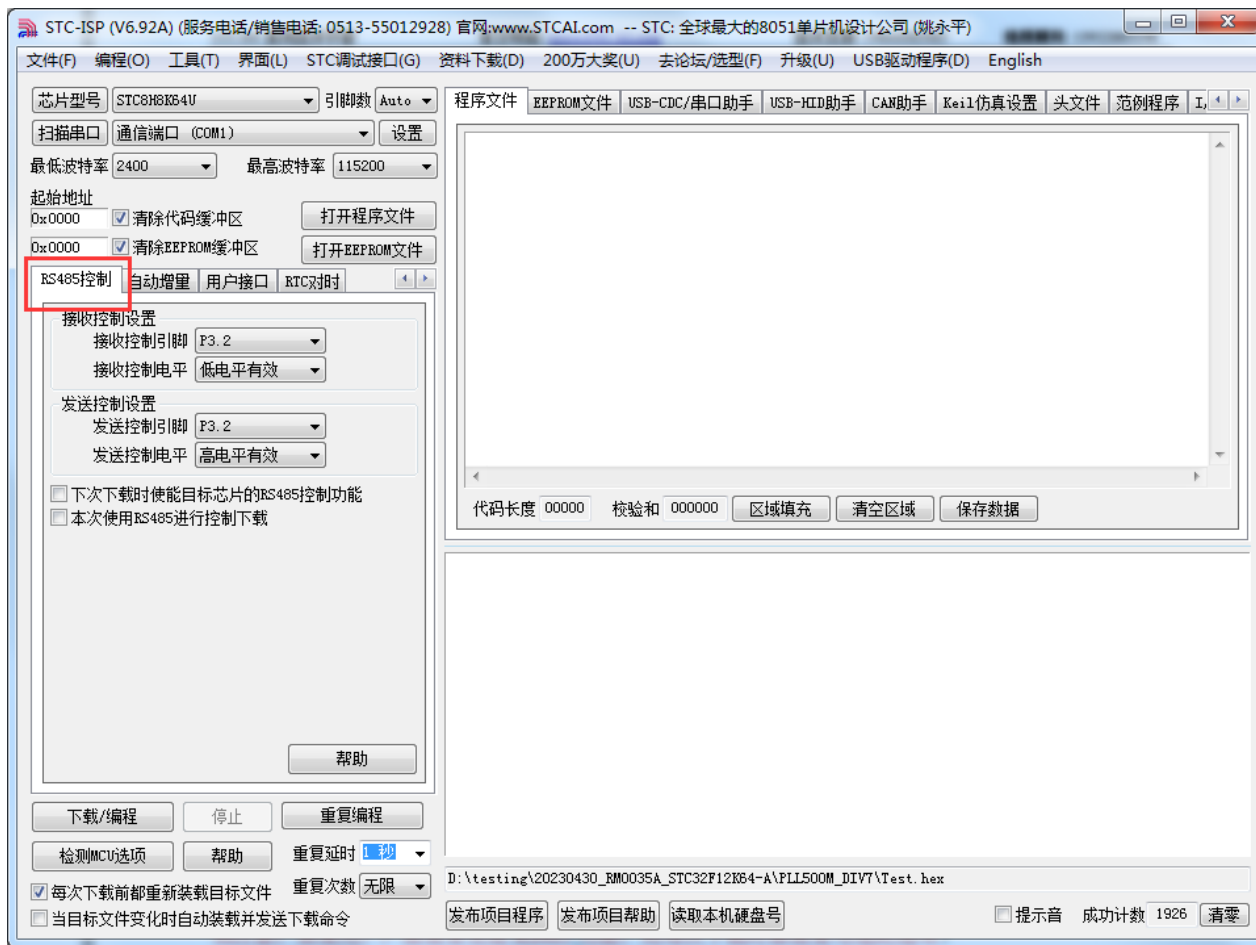 STC-ISP (V6.92A) (服务电话/销售电话: 0513-55012928) 官网:www.STCAI.com -- STC: 全球最大的8051单片机设计公司 (姚永平)
文件(F) 编程(O) 工具(T) 界面(L) STC调试接口(G) 资料下载(D) 200万大奖(U) 去论坛/选型(F) 升级(U) USB驱动程序(D) English
芯片型号 STC8H8K64U 引脚数 Auto
扫描串口 通信端口 (COM1) 设置
最低波特率 2400 最高波特率 115200
起始地址
0x0000 清除代码缓冲区 打开程序文件
0x0000 清除EEPROM缓冲区 打开EEPROM文件
RS485控制 自动增量 用户接口 RTC对时
接收控制设置
接收控制引脚 P3.2
接收控制电平 低电平有效
发送控制设置
发送控制引脚 P3.2
发送控制电平 高电平有效
下次下载时使能目标芯片的RS485控制功能
本次使用RS485进行控制下载
帮助
下载/编程 停止 重复编程
检测MCU选项 帮助 重复延时 1 秒
每次下载前都重新装载目标文件 重复次数 无限
当目标文件变化时自动装载并发送下载命令
程序文件 EEPROM文件 USB-CDC/串口助手 USB-HID助手 CAN助手 Keil仿真设置 头文件 范例程序 I,
代码长度 00000 校验和 000000 区域填充 清空区域 保存数据
D:\testing\20230430_RM0035A_STC32F12K64-A\PLL500M_DIV7\Test.hex
发布项目程序 发布项目帮助 读取本机硬盘号 提示音 成功计数 1926 清零